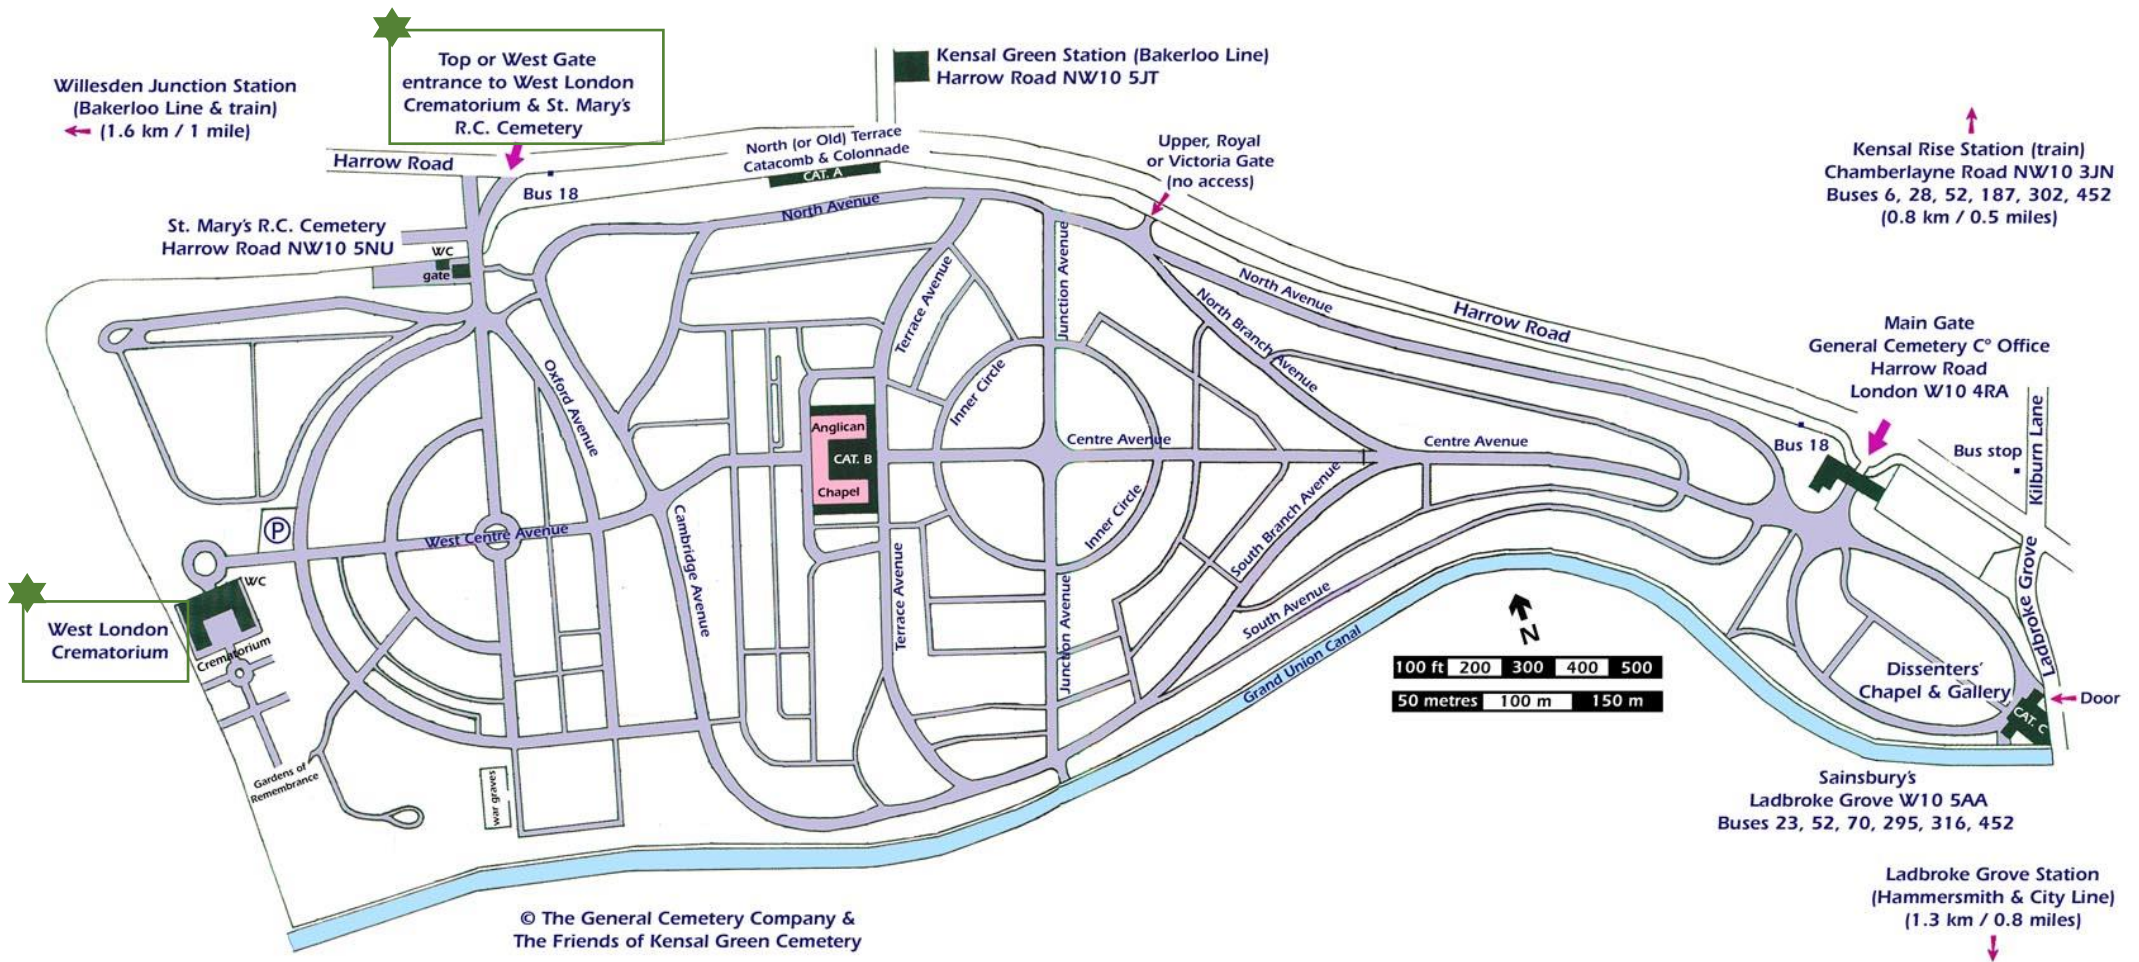 Top or West Gate
entrance to West London
Crematorium & St. Mary's
R.C. Cemetery
Kensal Green Station (Bakerloo Line)
Harrow Road NW10 5JT
Willesden Junction Station
(Bakerloo Line & train)
(1.6 km / 1 mile)
Harrow Road
North (or Old) Terrace
Catacomb & Colonnade
CAT. A
Upper, Royal
or Victoria Gate
(no access)
Kensal Rise Station (train)
Chamberlayne Road NW10 3JN
Buses 6, 28, 52, 187, 302, 452
(0.8 km / 0.5 miles)
Bus 18
St. Mary's R.C. Cemetery
Harrow Road NW10 5NU
WC
gate
North Avenue
Terrace Avenue
Junction Avenue
North Avenue
North Branch Avenue
Harrow Road
Main Gate
General Cemetery C° Office
Harrow Road
London W10 4RA
Oxford Avenue
Inner Circle
Anglican
CAT. B
Chapel
Centre Avenue
Centre Avenue
Bus 18
Bus stop
Kilburn Lane
P
West Centre Avenue
Cambridge Avenue
Inner Circle
South Branch Avenue
Terrace Avenue
Junction Avenue
South Avenue
Grand Union Canal
N
Ladbroke Grove
WC
West London
Crematorium
Crematorium
100 ft 200 300 400 500
50 metres 100 m 150 m
Dissenters'
Chapel & Gallery
CAT. C
Door
Gardens of
Remembrance
war graves
Sainsbury's
Ladbroke Grove W10 5AA
Buses 23, 52, 70, 295, 316, 452
Ladbroke Grove Station
(Hammersmith & City Line)
(1.3 km / 0.8 miles)
© The General Cemetery Company &
The Friends of Kensal Green Cemetery